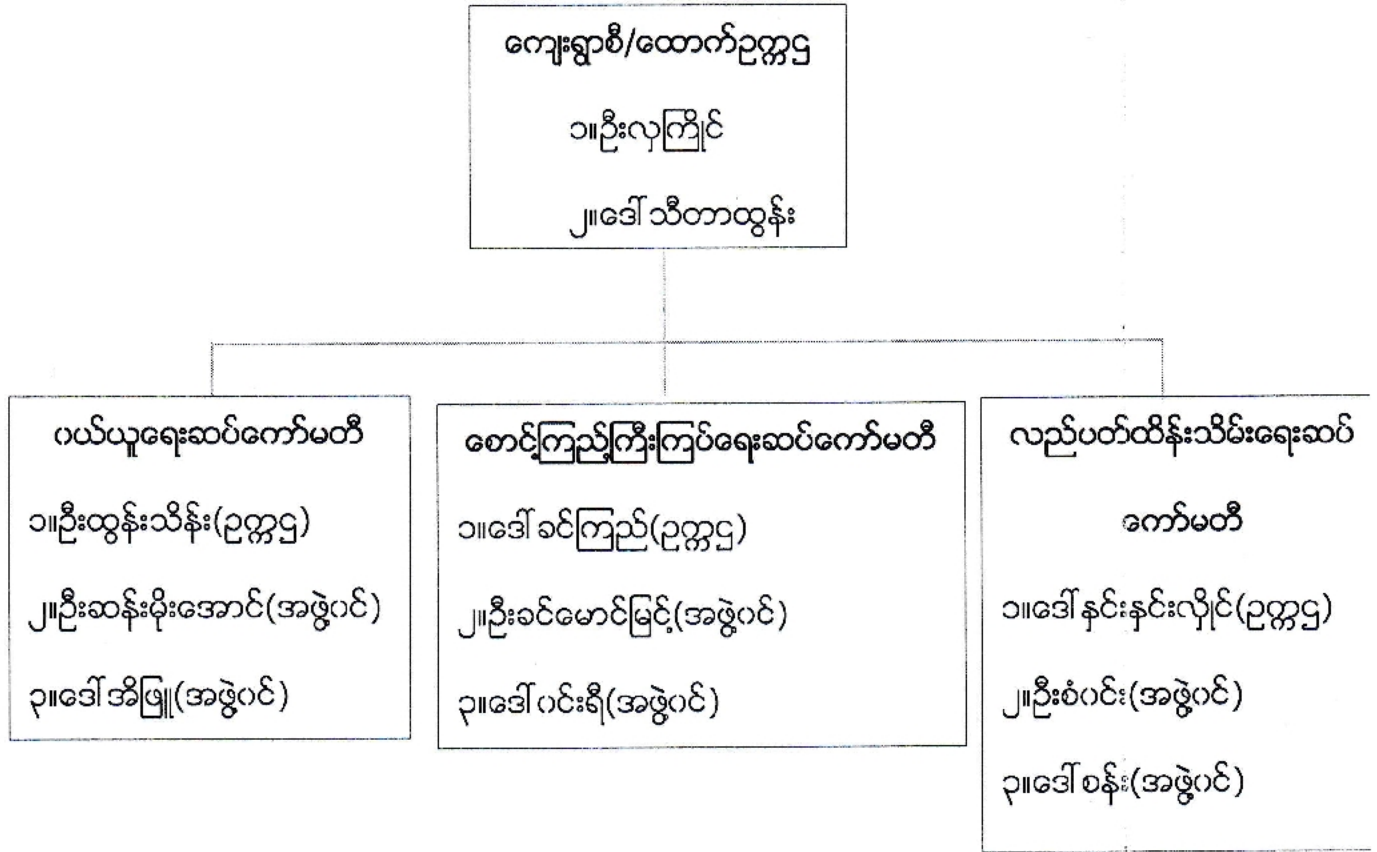 ကျေးရွာစီ/ထောက်ဥက္ကဌ
၁။ဦးလှကြိုင်
၂။ဒေါ်သီတာထွန်း
ဝယ်ယူရေးဆပ်ကော်မတီ
၁။ဦးထွန်းသိန်း(ဥက္ကဌ)
၂။ဦးဆန်းမိုးအောင်(အဖွဲ့ဝင်)
၃။ဒေါ်အိဖြူ(အဖွဲ့ဝင်)
စောင့်ကြည့်ကြီးကြပ်ရေးဆပ်ကော်မတီ
၁။ဒေါ်ခင်ကြည်(ဥက္ကဌ)
၂။ဦးခင်မောင်မြင့်(အဖွဲ့ဝင်)
၃။ဒေါ်ဝင်းရီ(အဖွဲ့ဝင်)
လည်ပတ်ထိန်းသိမ်းရေးဆပ်
ကော်မတီ
၁။ဒေါ်နှင်းနှင်းလှိုင်(ဥက္ကဌ)
၂။ဦးစံဝင်း(အဖွဲ့ဝင်)
၃။ဒေါ်စန်း(အဖွဲ့ဝင်)